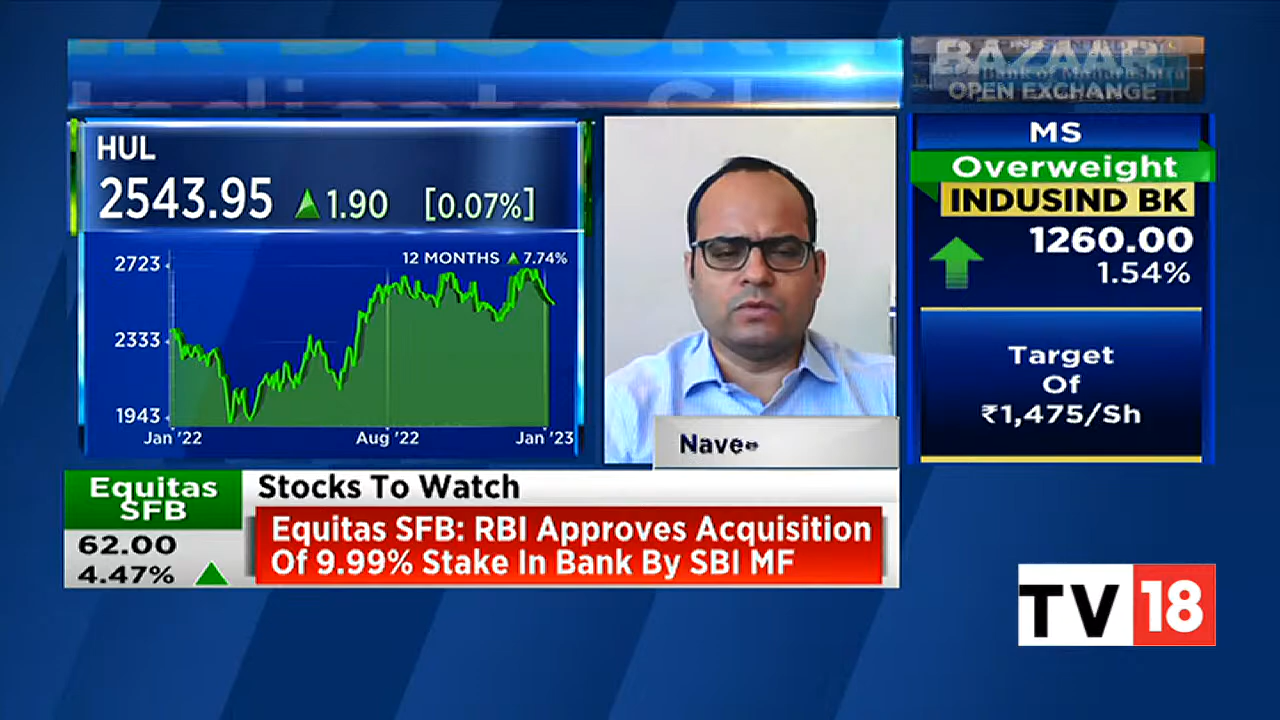 BAZAAR
OPEN EXCHANGE
HUL
2543.95 ▲ 1.90 [0.07%]
12 MONTHS ▲ 7.74%
2723
2333
1943
Jan '22 Aug '22 Jan '23
MS
Overweight
INDUSIND BK
1260.00
1.54%
Target
Of
₹1,475/Sh
Nave
Equitas
SFB
62.00
4.47%
Stocks To Watch
Equitas SFB: RBI Approves Acquisition
Of 9.99% Stake In Bank By SBI MF
TV 18